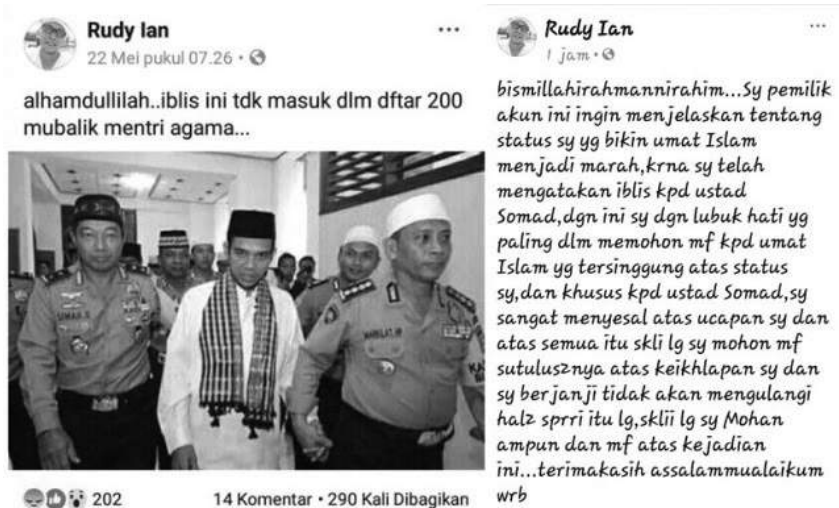 Rudy Ian
22 Mei pukul 07.26 •
alhamdullilah..iblis ini tdk masuk dlm dftar 200
mubalik mentri agama...
202
14 Komentar • 290 Kali Dibagikan
Rudy Ian
1 jam •
bismillahirahmannirahim...Sy pemilik
akun ini ingin menjelaskan tentang
status sy yg bikin umat Islam
menjadi marah,krna sy telah
mengatakan iblis kpd ustad
Somad,dgn ini sy dgn lubuk hati yg
paling dlm memohon mf kpd umat
Islam yg tersinggung atas status
sy,dan khusus kpd ustad Somad,sy
sangat menyesal atas ucapan sy dan
atas semua itu skli lg sy mohon mf
sutulus2nya atas keikhlapan sy dan
sy berjanji tidak akan mengulangi
hal2 sprri itu lg,sklii lg sy Mohan
ampun dan mf atas kejadian
ini...terimakasih assalammualaikum
wrb